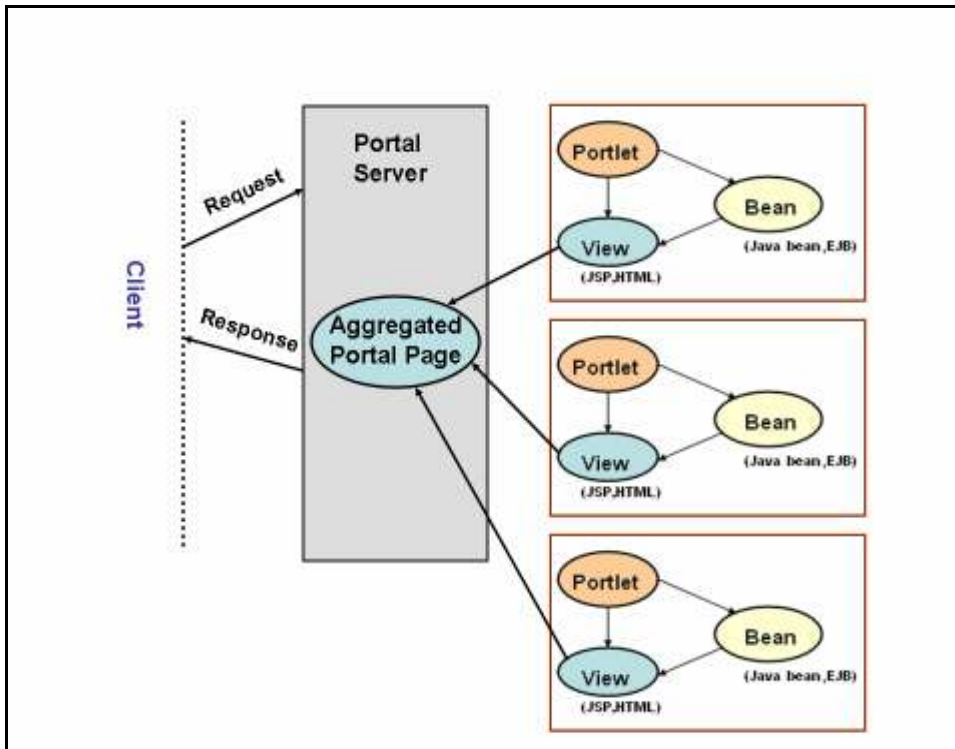 Client
Request
Response
Portal
Server
Aggregated
Portal Page
Portlet
Bean
(Java bean ,EJB)
View
(JSP,HTML)
Portlet
Bean
(Java bean ,EJB)
View
(JSP,HTML)
Portlet
Bean
(Java bean ,EJB)
View
(JSP,HTML)